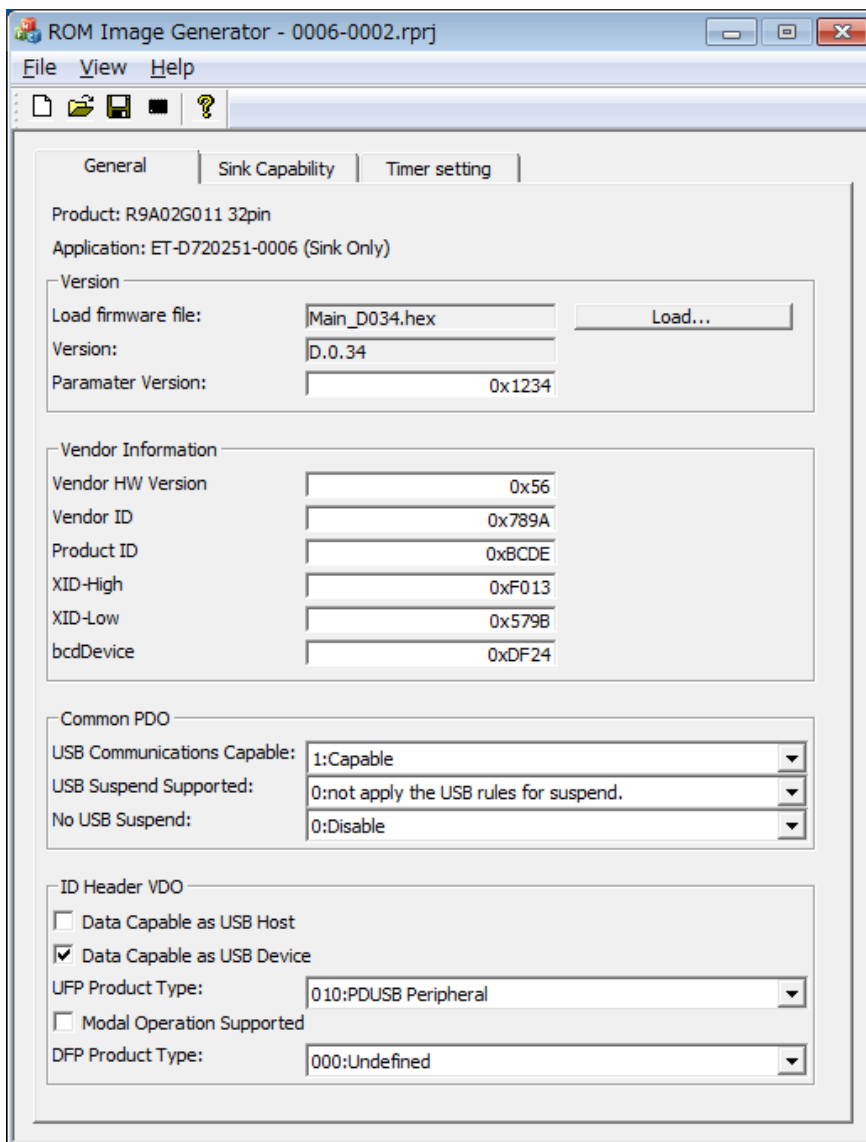 ROM Image Generator - 0006-0002.rprj
File View Help
General Sink Capability Timer setting
Product: R9A02G011 32pin
Application: ET-D720251-0006 (Sink Only)
Version
Load firmware file: Main_D034.hex Load...
Version: D.0.34
Paramater Version: 0x1234
Vendor Information
Vendor HW Version 0x56
Vendor ID 0x789A
Product ID 0xBCDE
XID-High 0xF013
XID-Low 0x579B
bcdDevice 0xDF24
Common PDO
USB Communications Capable: 1:Capable
USB Suspend Supported: 0:not apply the USB rules for suspend.
No USB Suspend: 0:Disable
ID Header VDO
Data Capable as USB Host
Data Capable as USB Device
UFP Product Type: 010:PDUSB Peripheral
Modal Operation Supported
DFP Product Type: 000:Undefined